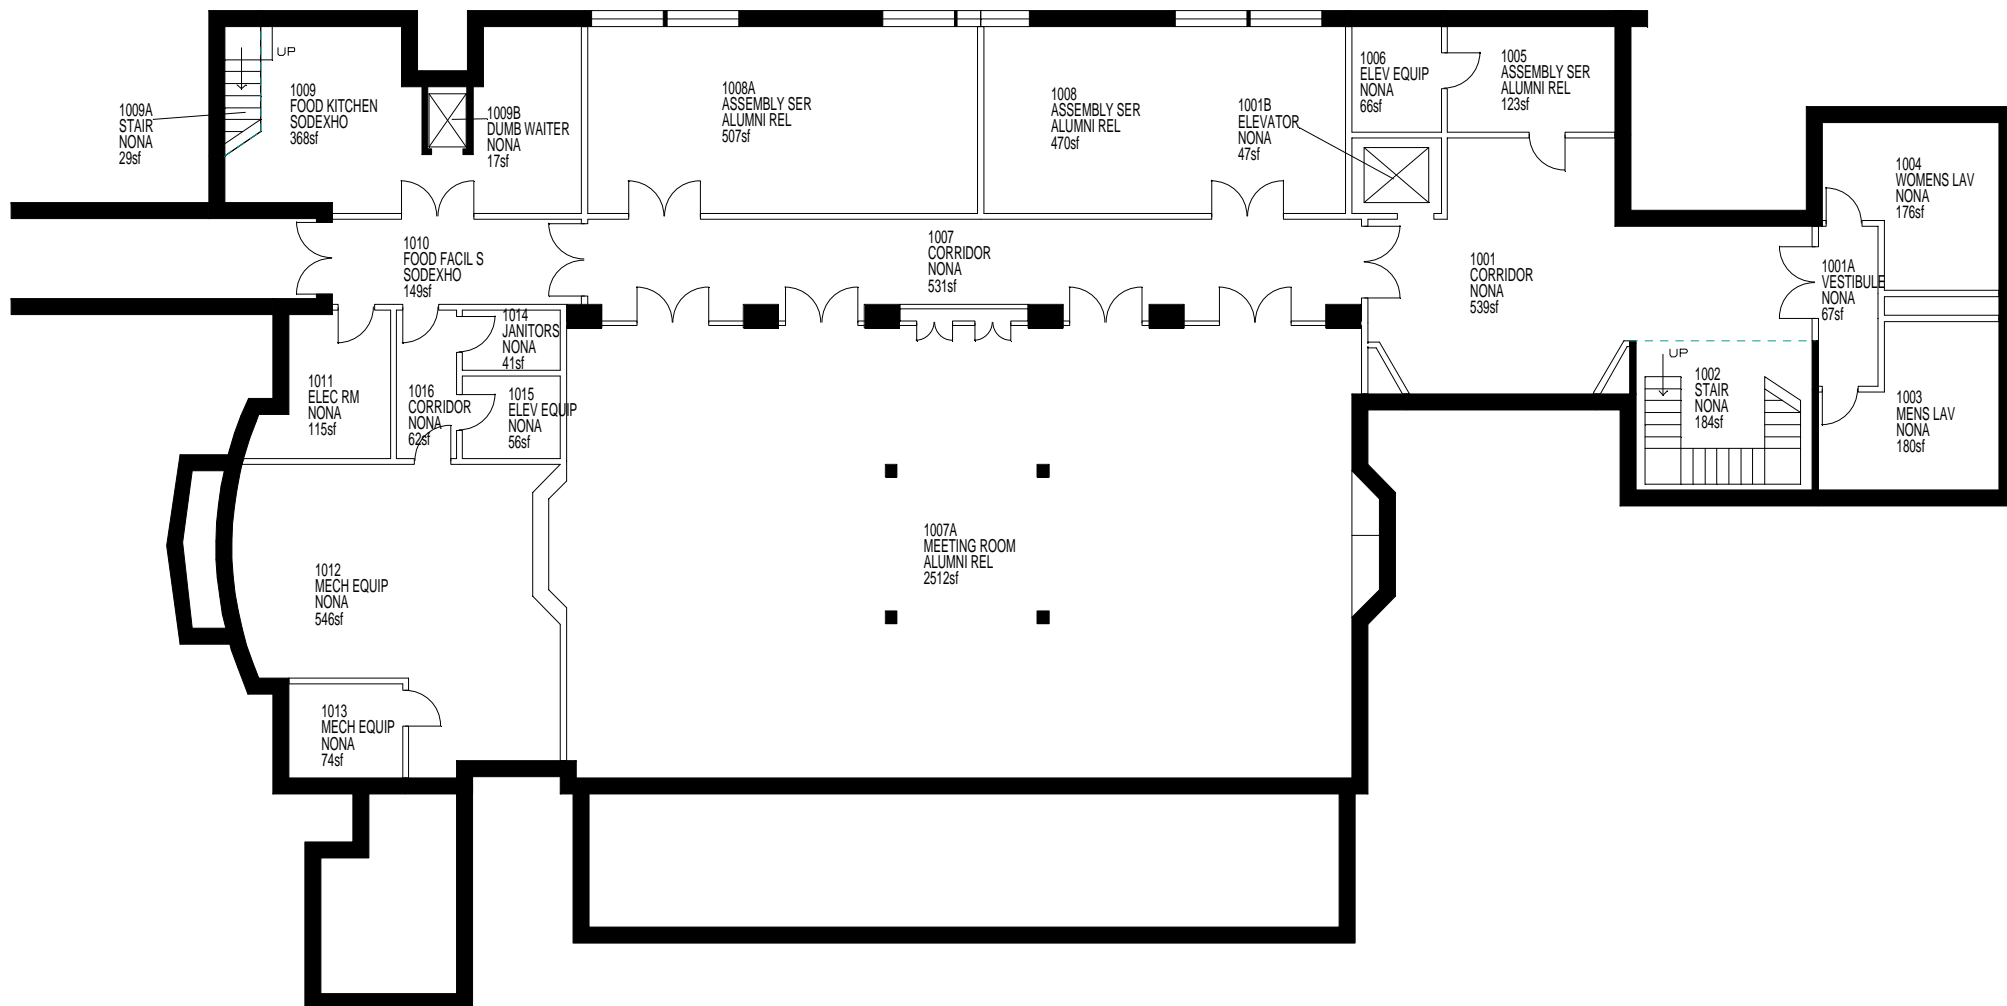 UP
1009A
STAIR
NONA
29sf
1009
FOOD KITCHEN
SODEXHO
368sf
1009B
DUMB WAITER
NONA
17sf
1008A
ASSEMBLY SER
ALUMNI REL
507sf
1008
ASSEMBLY SER
ALUMNI REL
470sf
1001B
ELEVATOR
NONA
47sf
1006
ELEV EQUIP
NONA
66sf
1005
ASSEMBLY SER
ALUMNI REL
123sf
1004
WOMENS LAV
NONA
176sf
1010
FOOD FACIL S
SODEXHO
149sf
1007
CORRIDOR
NONA
531sf
1001
CORRIDOR
NONA
539sf
1001A
VESTIBULE
NONA
67sf
1014
JANITORS
NONA
41sf
1011
ELEC RM
NONA
115sf
1016
CORRIDOR
NONA
62sf
1015
ELEV EQUIP
NONA
56sf
UP
1002
STAIR
NONA
184sf
1003
MENS LAV
NONA
180sf
1007A
MEETING ROOM
ALUMNI REL
2512sf
1012
MECH EQUIP
NONA
546sf
1013
MECH EQUIP
NONA
74sf